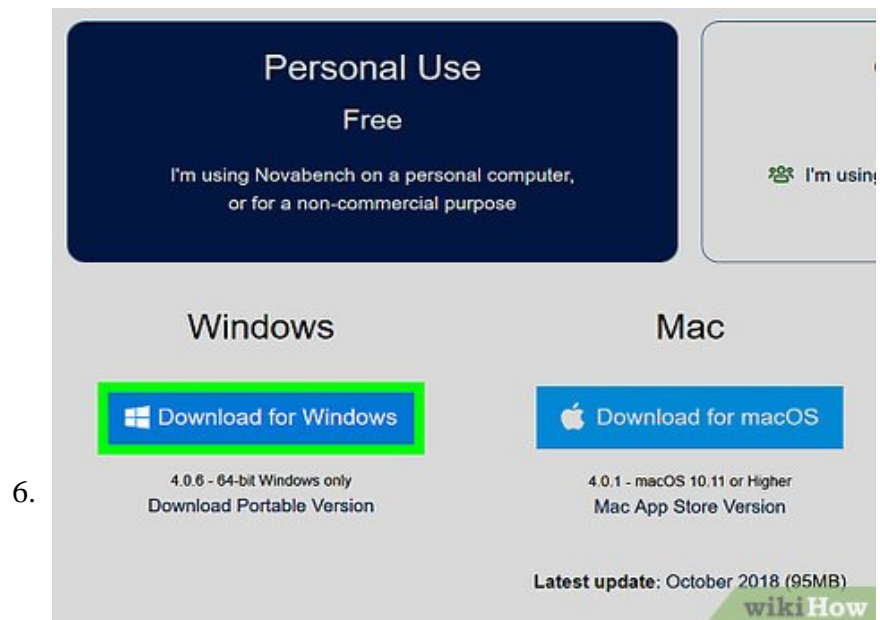 Personal Use
Free
I'm using Novabench on a personal computer,
or for a non-commercial purpose
I'm using
Windows
Mac
Download for Windows
Download for macOS
4.0.6 - 64-bit Windows only
4.0.1 - macOS 10.11 or Higher
Download Portable Version
Mac App Store Version
6.
Latest update: October 2018 (95MB)
wikiHow